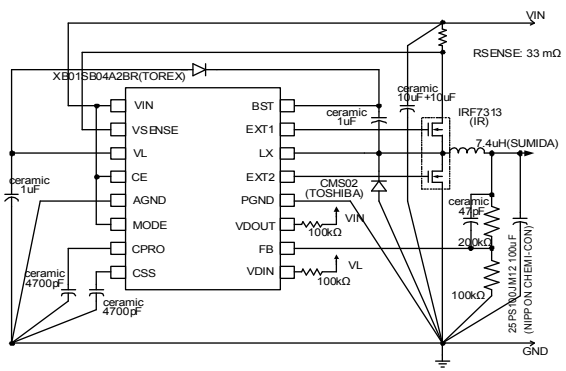 VIN
RSENSE: 33 mΩ
XB01SB04A2BR(TOREX)
ceramic
10uF+10uF
IRF7313
(IR)
ceramic
1uF
7.4uH(SUMIDA)
VIN
VSENSE
VL
CE
AGND
MODE
CPRO
CSS
BST
EXT1
LX
EXT2
PGND
VDOUT
FB
VDIN
ceramic
1uF
CMS02
(TOSHIBA)
VIN
100kΩ
VL
100kΩ
ceramic
47pF
200kΩ
100kΩ
25PS100JM12 100uF
(NIPPON CHEMI-CON)
ceramic
4700pF
ceramic
4700pF
GND